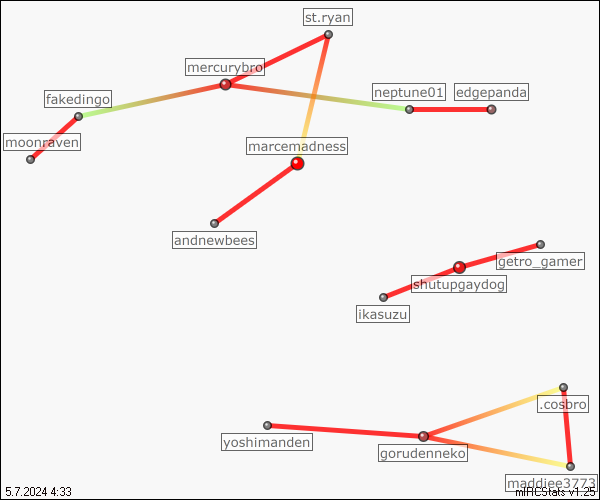 st.ryan
mercurybro
neptune01
edgepanda
fakedingo
moonraven
marcemadness
andnewbees
getro_gamer
shutupgaydog
ikasuzu
.cosbro
yoshimanden
gorudenneko
maddiee3773
5.7.2024 4:33
mIRCStats v1.25